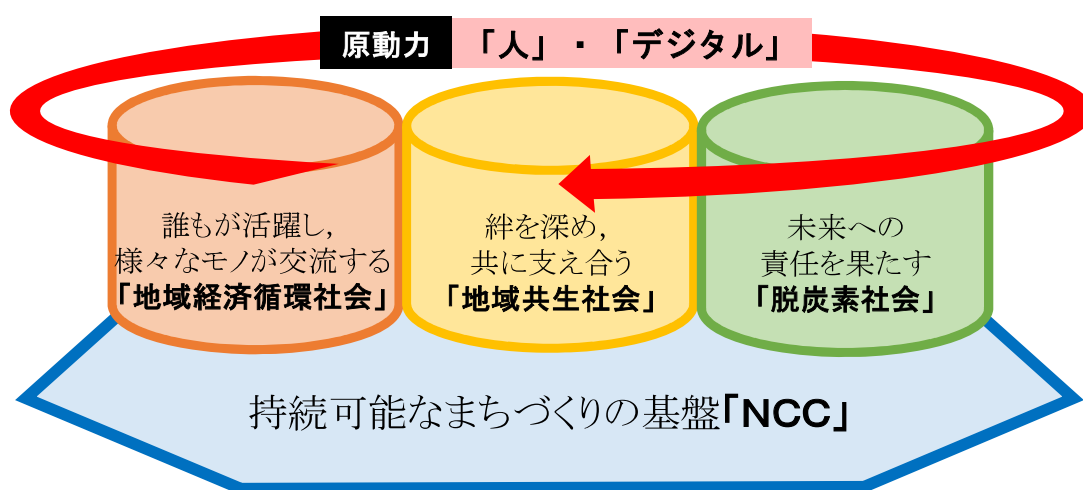 原動力 「人」・「デジタル」
誰もが活躍し，
様々なモノが交流する
「地域経済循環社会」
絆を深め，
共に支え合う
「地域共生社会」
未来への
責任を果たす
「脱炭素社会」
持続可能なまちづくりの基盤「NCC」